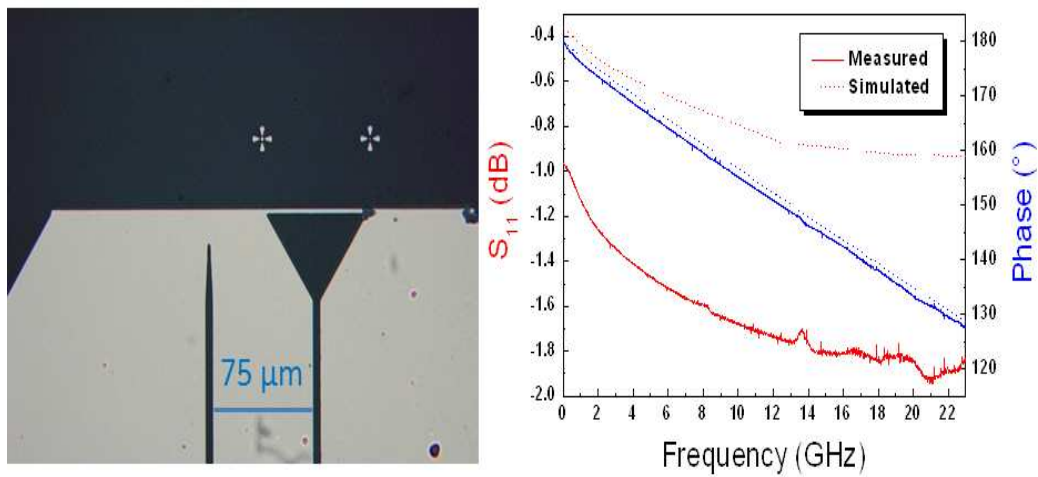 75 μm
-0.4
-0.6
-0.8
-1.0
-1.2
-1.4
-1.6
-1.8
-2.0
S11 (dB)
Measured
Simulated
180
170
160
150
140
130
120
Phase (°)
0 2 4 6 8 10 12 14 16 18 20 22
Frequency (GHz)